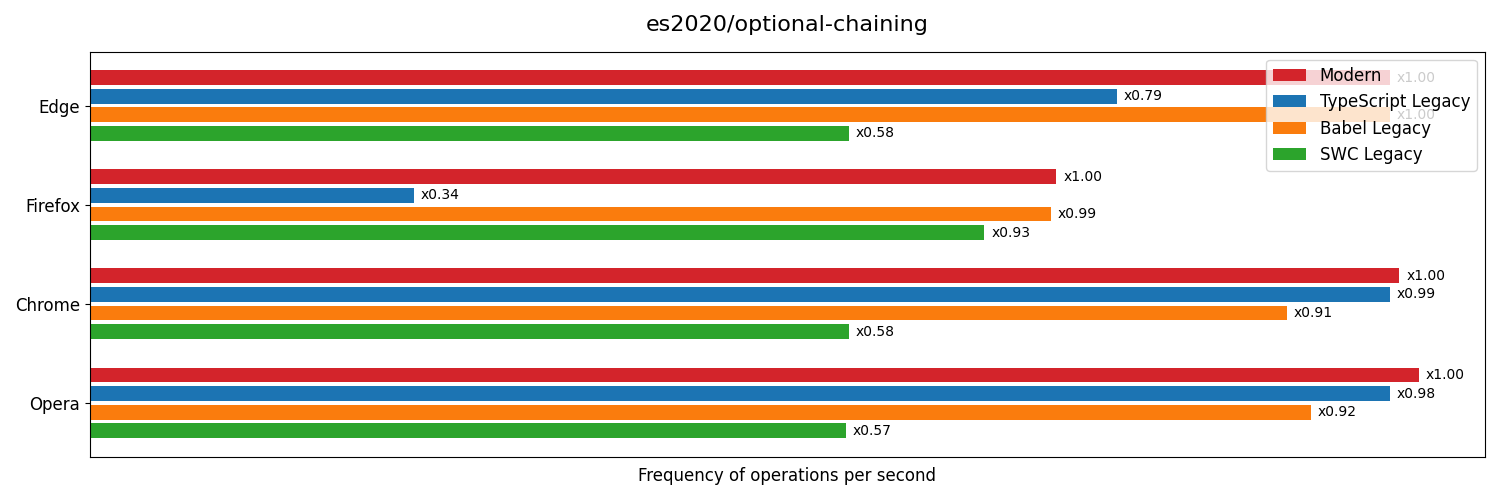 es2020/optional-chaining
Modern
TypeScript Legacy
Babel Legacy
SWC Legacy
Edge
x1.00
x0.79
x1.00
x0.58
Firefox
x1.00
x0.34
x0.99
x0.93
Chrome
x1.00
x0.99
x0.91
x0.58
Opera
x1.00
x0.98
x0.92
x0.57
Frequency of operations per second